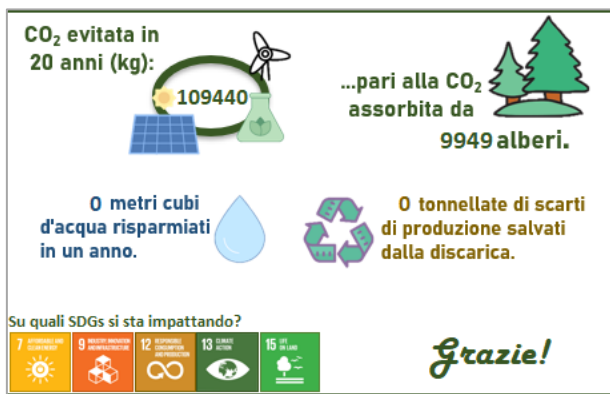 CO₂ evitata in
20 anni (kg):
109440
...pari alla CO₂
assorbita da
9949 alberi.
0 metri cubi
d'acqua risparmiati
in un anno.
0 tonnellate di scarti
di produzione salvati
dalla discarica.
Su quali SDGs si sta impattando?
7 AFFORDABLE AND
CLEAN ENERGY
9 INDUSTRY, INNOVATION
AND INFRASTRUCTURE
12 RESPONSIBLE
CONSUMPTION
AND PRODUCTION
13 CLIMATE
ACTION
15 LIFE
ON LAND
Grazie!